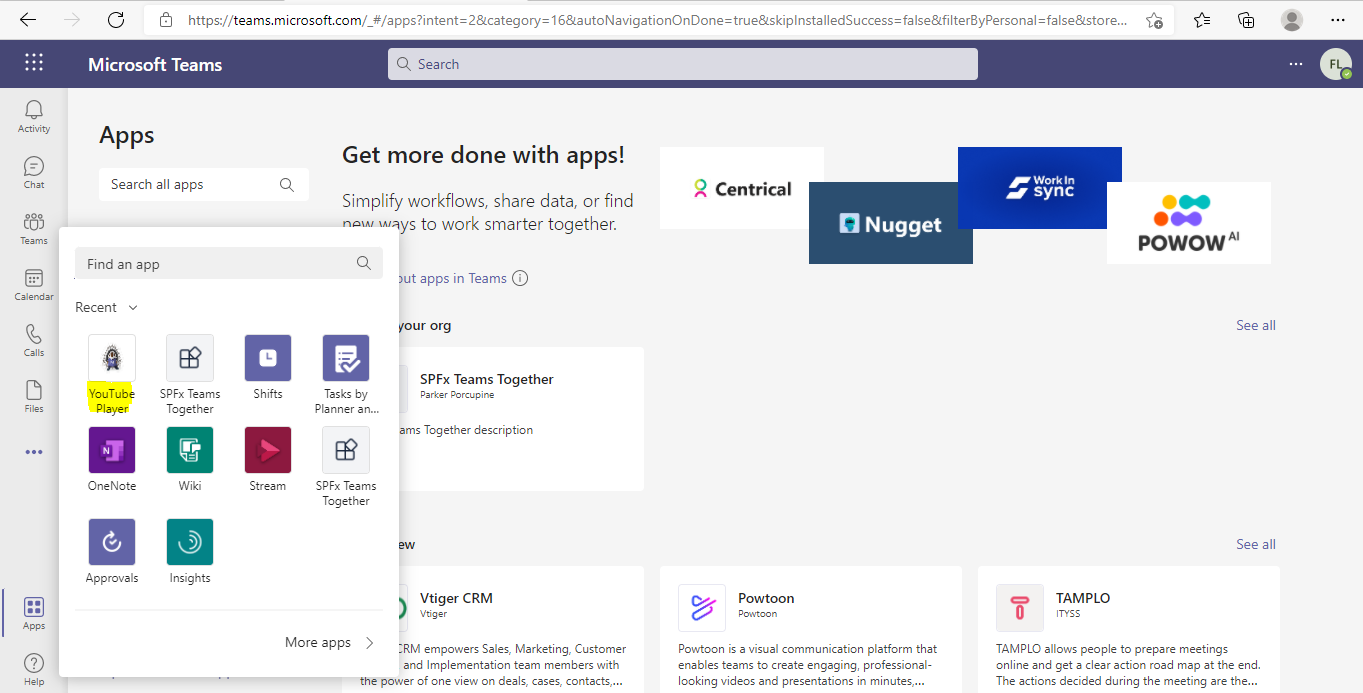 https://teams.microsoft.com/_#/apps?intent=2&category=16&autoNavigationOnDone=true&skipInstalledSuccess=false&filterByPersonal=false&store...
Microsoft Teams
Search
FL
Activity
Chat
Teams
Calendar
Calls
Files
Apps
Help
Apps
Search all apps
Get more done with apps!
Simplify workflows, share data, or find
new ways to work smarter together.
out apps in Teams
Centrical
Nugget
Work In
sync
POWOW AI
Find an app
Recent
YouTube
Player
SPFx Teams
Together
Shifts
Tasks by
Planner an...
OneNote
Wiki
Stream
SPFx Teams
Together
Approvals
Insights
More apps
your org
See all
SPFx Teams Together
Parker Porcupine
ams Together description
ew
See all
Vtiger CRM
Vtiger
CRM empowers Sales, Marketing, Customer
and Implementation team members with
the power of one view on deals, cases, contacts,...
Powtoon
Powtoon
Powtoon is a visual communication platform that
enables teams to create engaging, professional-
looking videos and presentations in minutes,...
TAMPLO
ITYSS
TAMPLO allows people to prepare meetings
online and get a clear action road map at the end.
The actions decided during the meeting are the...